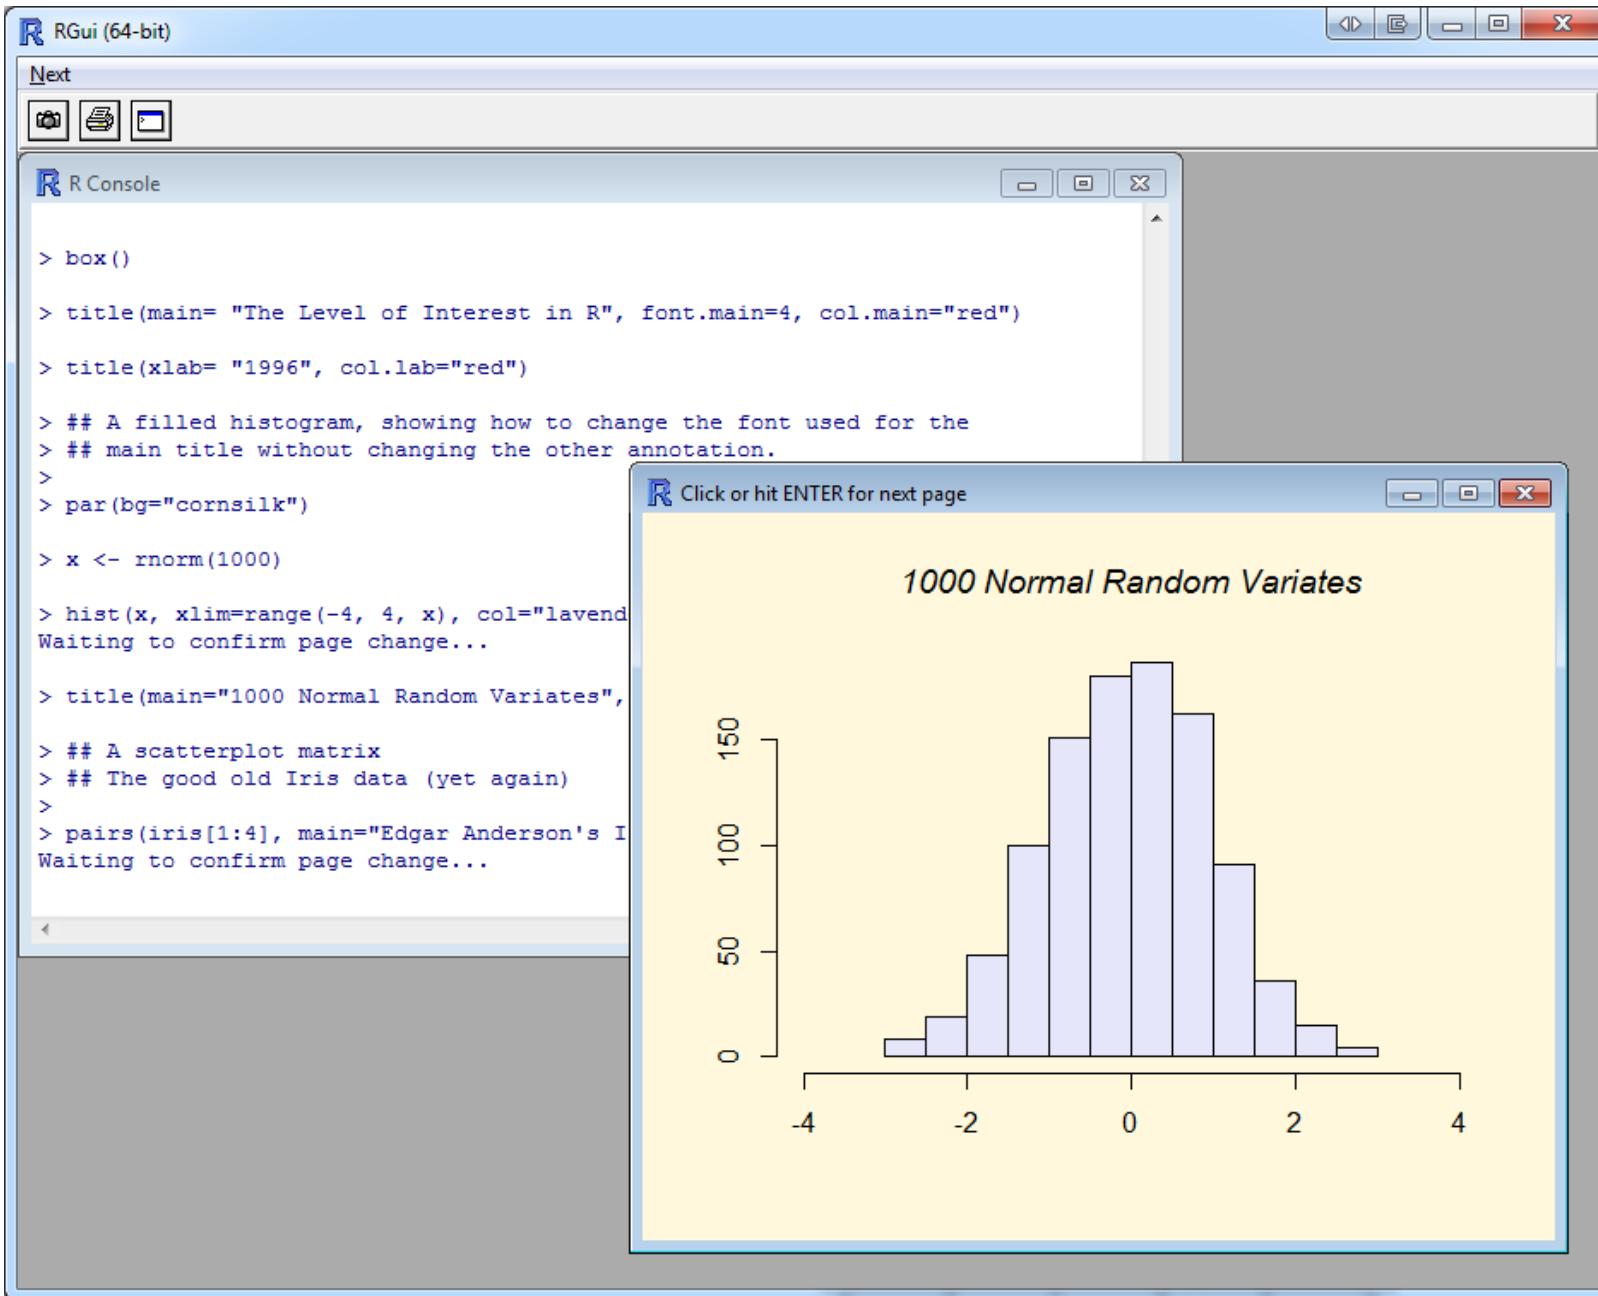 RGui (64-bit)
Next
R Console
> box()
> title(main= "The Level of Interest in R", font.main=4, col.main="red")
> title(xlab= "1996", col.lab="red")
> ## A filled histogram, showing how to change the font used for the
> ## main title without changing the other annotation.
>
> par(bg="cornsilk")
> x <- rnorm(1000)
> hist(x, xlim=range(-4, 4, x), col="lavend
Waiting to confirm page change...
> title(main="1000 Normal Random Variates",
> ## A scatterplot matrix
> ## The good old Iris data (yet again)
>
> pairs(iris[1:4], main="Edgar Anderson's I
Waiting to confirm page change...
Click or hit ENTER for next page
1000 Normal Random Variates
150
100
50
0
-4 -2 0 2 4